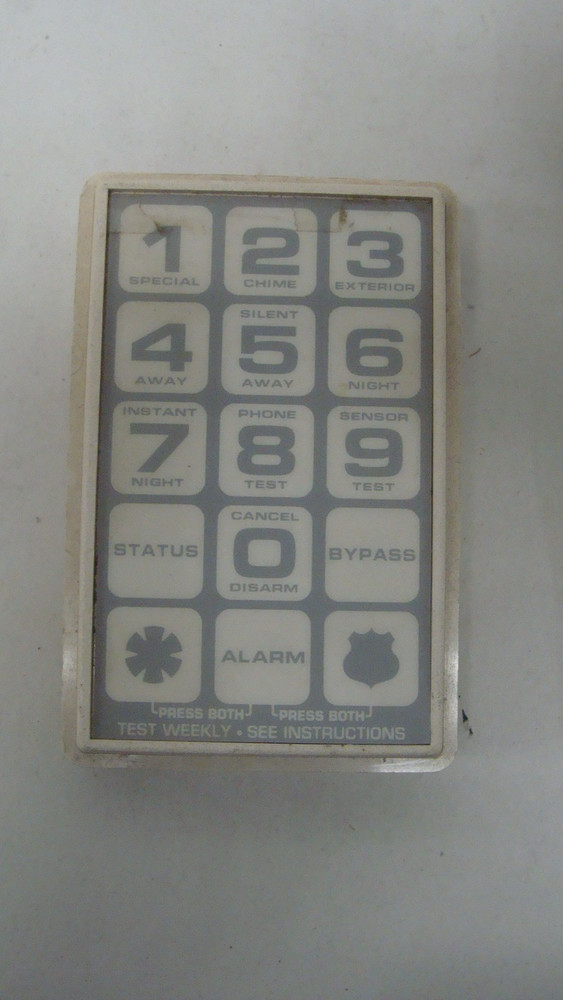 1
SPECIAL
2
CHIME
3
EXTERIOR
4
AWAY
SILENT
5
AWAY
6
NIGHT
INSTANT
7
NIGHT
PHONE
8
TEST
SENSOR
9
TEST
STATUS
CANCEL
0
DISARM
BYPASS
ALARM
PRESS BOTH
PRESS BOTH
TEST WEEKLY • SEE INSTRUCTIONS